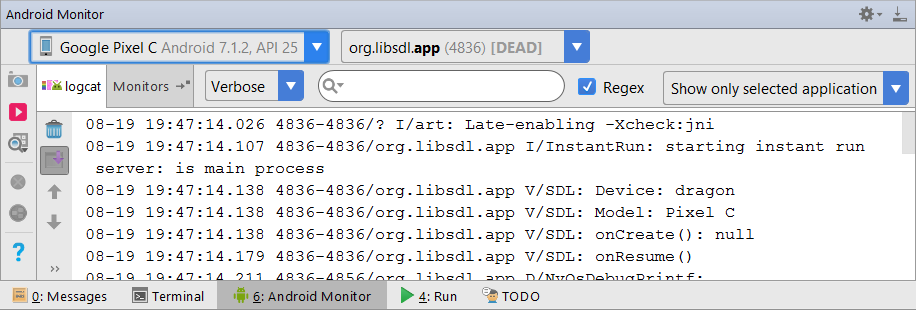 Android Monitor
Google Pixel C Android 7.1.2, API 25
org.libsdl.app (4836) [DEAD]
logcat
Monitors
Verbose
Regex
Show only selected application
08-19 19:47:14.026 4836-4836/? I/art: Late-enabling -Xcheck:jni
08-19 19:47:14.107 4836-4836/org.libsdl.app I/InstantRun: starting instant run
server: is main process
08-19 19:47:14.138 4836-4836/org.libsdl.app V/SDL: Device: dragon
08-19 19:47:14.138 4836-4836/org.libsdl.app V/SDL: Model: Pixel C
08-19 19:47:14.138 4836-4836/org.libsdl.app V/SDL: onCreate(): null
08-19 19:47:14.179 4836-4836/org.libsdl.app V/SDL: onResume()
08-19 19:47:14.211 4836-4856/org.libsdl.app D/NvOsDebugPrintf:
0: Messages
Terminal
6: Android Monitor
4: Run
TODO